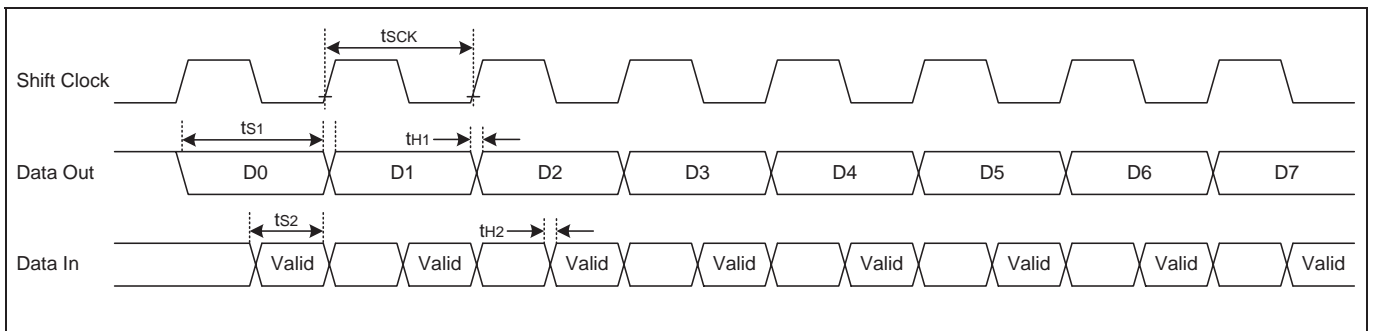 tSCK
Shift Clock
tS1
tH1
Data Out D0 D1 D2 D3 D4 D5 D6 D7
tS2
tH2
Data In Valid Valid Valid Valid Valid Valid Valid Valid